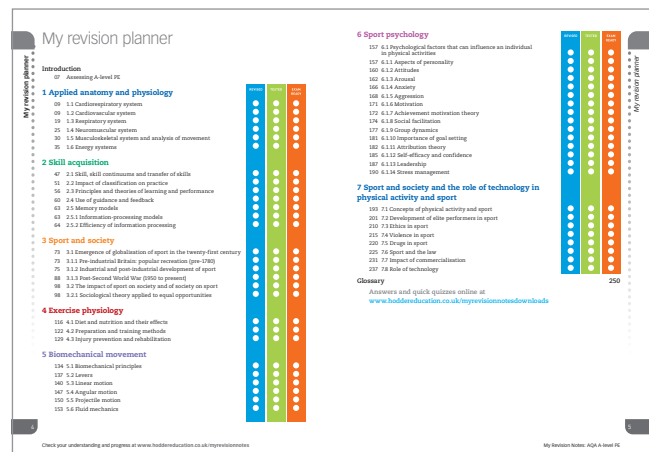 My revision planner
My revision planner
Introduction
07 Assessing A-level PE
REVISED TESTED EXAM READY
1 Applied anatomy and physiology
09 1.1 Cardiorespiratory system
09 1.2 Cardiovascular system
19 1.3 Respiratory system
25 1.4 Neuromuscular system
30 1.5 Musculoskeletal system and analysis of movement
35 1.6 Energy systems
2 Skill acquisition
47 2.1 Skill, skill continuums and transfer of skills
51 2.2 Impact of classification on practice
56 2.3 Principles and theories of learning and performance
60 2.4 Use of guidance and feedback
63 2.5 Memory models
63 2.5.1 Information-processing models
64 2.5.2 Efficiency of information processing
3 Sport and society
73 3.1 Emergence of globalisation of sport in the twenty-first century
73 3.1.1 Pre-industrial Britain: popular recreation (pre-1780)
75 3.1.2 Industrial and post-industrial development of sport
88 3.1.3 Post-Second World War (1950 to present)
98 3.2 The impact of sport on society and of society on sport
98 3.2.1 Sociological theory applied to equal opportunities
4 Exercise physiology
116 4.1 Diet and nutrition and their effects
122 4.2 Preparation and training methods
129 4.3 Injury prevention and rehabilitation
5 Biomechanical movement
134 5.1 Biomechanical principles
137 5.2 Levers
140 5.3 Linear motion
147 5.4 Angular motion
150 5.5 Projectile motion
153 5.6 Fluid mechanics
4
Check your understanding and progress at www.hoddereducation.co.uk/myrevisionnotes
6 Sport psychology
REVISED TESTED EXAM READY
157 6.1 Psychological factors that can influence an individual
in physical activities
157 6.1.1 Aspects of personality
160 6.1.2 Attitudes
162 6.1.3 Arousal
166 6.1.4 Anxiety
168 6.1.5 Aggression
171 6.1.6 Motivation
172 6.1.7 Achievement motivation theory
174 6.1.8 Social facilitation
177 6.1.9 Group dynamics
181 6.1.10 Importance of goal setting
182 6.1.11 Attribution theory
185 6.1.12 Self-efficacy and confidence
187 6.1.13 Leadership
190 6.1.14 Stress management
7 Sport and society and the role of technology in
physical activity and sport
193 7.1 Concepts of physical activity and sport
201 7.2 Development of elite performers in sport
210 7.3 Ethics in sport
215 7.4 Violence in sport
220 7.5 Drugs in sport
225 7.6 Sport and the law
231 7.7 Impact of commercialisation
237 7.8 Role of technology
Glossary 250
Answers and quick quizzes online at
www.hoddereducation.co.uk/myrevisionnotesdownloads
My revision planner
5
My Revision Notes: AQA A-level PE